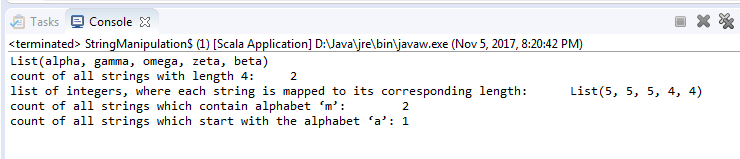 Tasks Console
<terminated> StringManipulation$ (1) [Scala Application] D:\Java\jre\bin\javaw.exe (Nov 5, 2017, 8:20:42 PM)
List(alpha, gamma, omega, zeta, beta)
count of all strings with length 4: 2
list of integers, where each string is mapped to its corresponding length: List(5, 5, 5, 4, 4)
count of all strings which contain alphabet ‘m’: 2
count of all strings which start with the alphabet ‘a’: 1